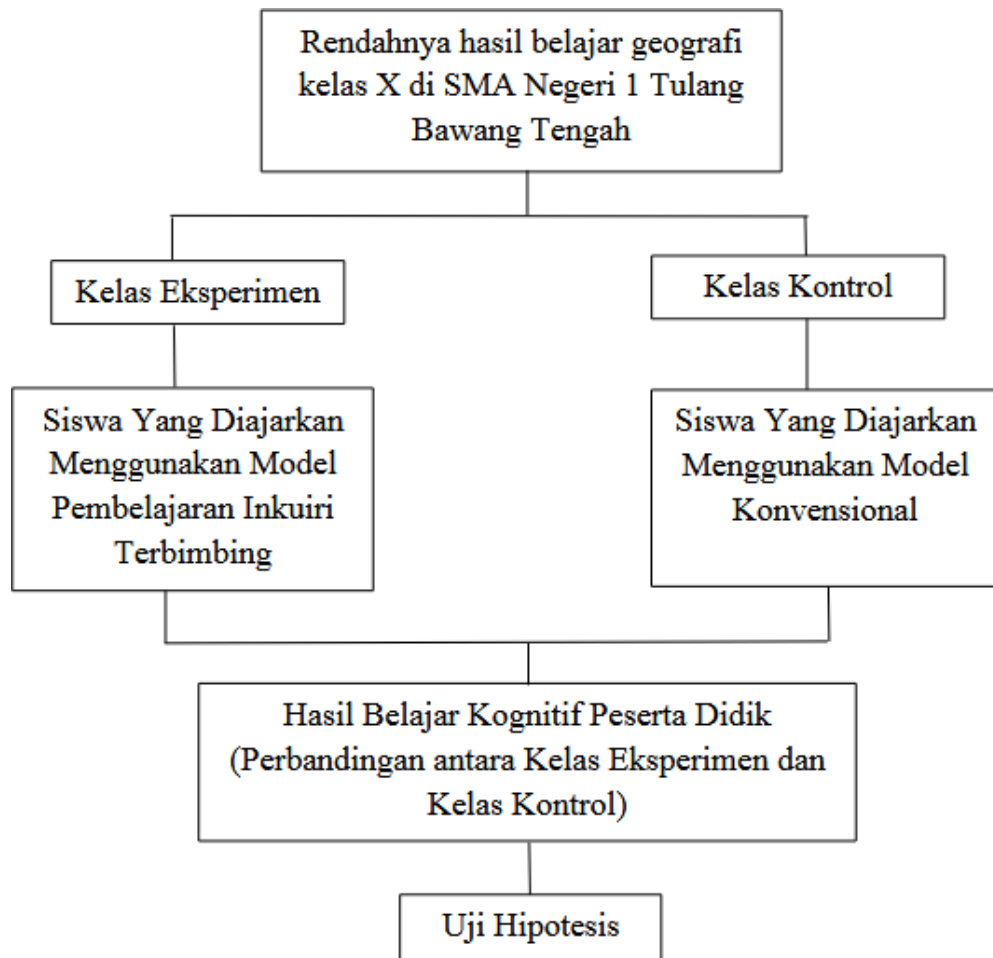 Rendahnya hasil belajar geografi
kelas X di SMA Negeri 1 Tulang
Bawang Tengah
Kelas Eksperimen
Kelas Kontrol
Siswa Yang Diajarkan
Menggunakan Model
Pembelajaran Inkuiri
Terbimbing
Siswa Yang Diajarkan
Menggunakan Model
Konvensional
Hasil Belajar Kognitif Peserta Didik
(Perbandingan antara Kelas Eksperimen dan
Kelas Kontrol)
Uji Hipotesis